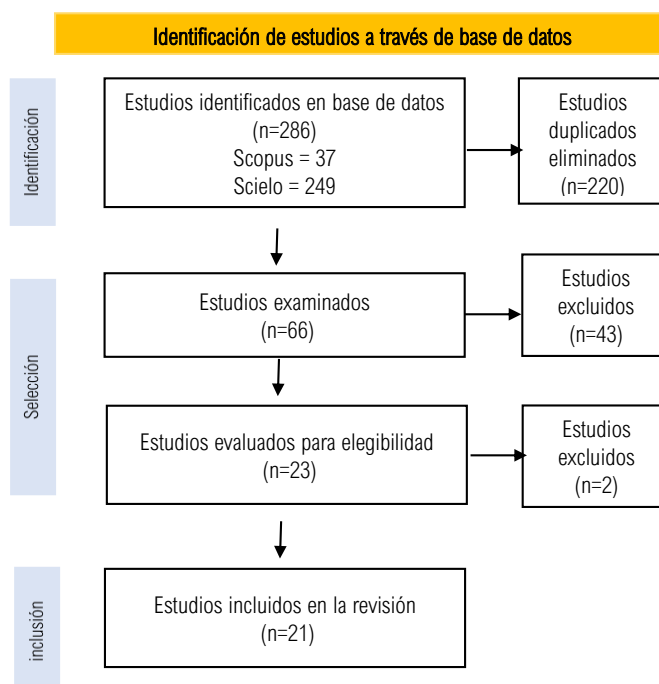 Identificación de estudios a través de base de datos
Identificación
Estudios identificados en base de datos
(n=286)
Scopus = 37
Scielo = 249
Estudios
duplicados
eliminados
(n=220)
Selección
Estudios examinados
(n=66)
Estudios
excluidos
(n=43)
Estudios evaluados para elegibilidad
(n=23)
Estudios
excluidos
(n=2)
inclusión
Estudios incluidos en la revisión
(n=21)